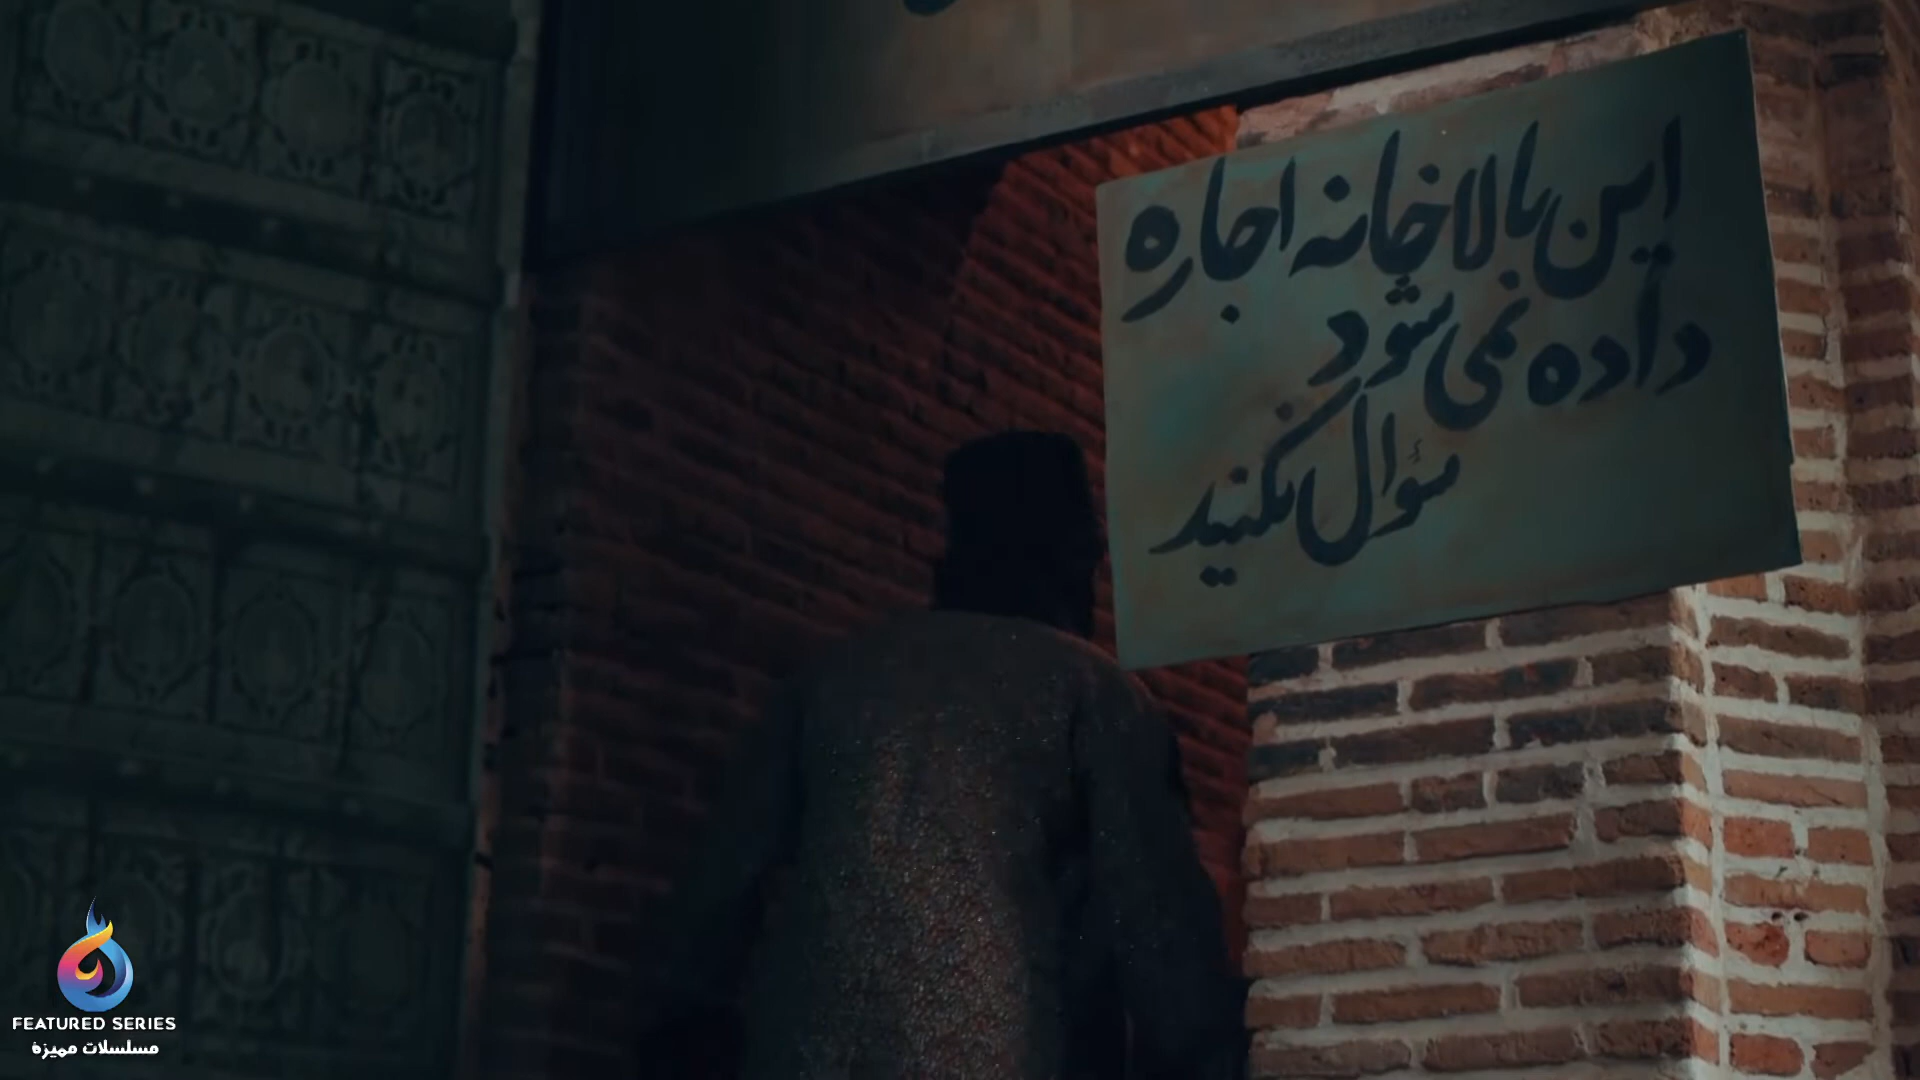 این بالاخانه اجاره
داده نمی شود
سؤال نکنید
FEATURED SERIES
مسلسلات مميزة